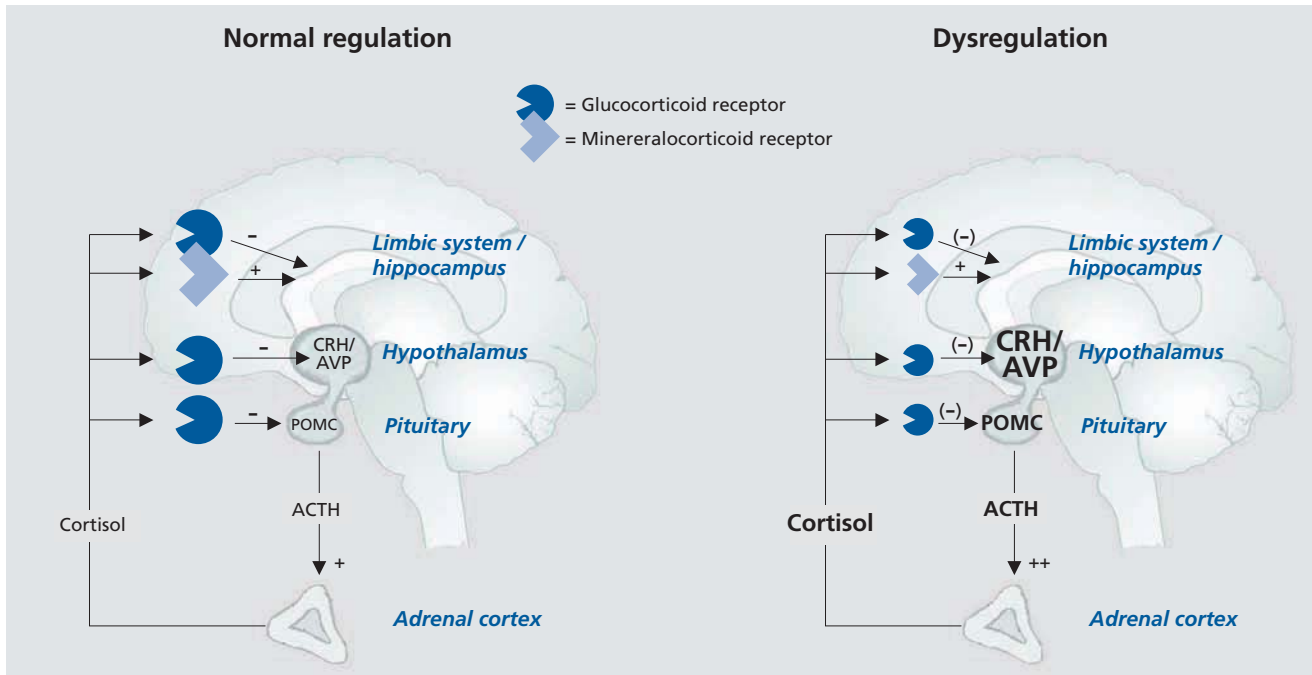 Normal regulation
Dysregulation
= Glucocorticoid receptor
= Minereralocorticoid receptor
–
+
Limbic system /
hippocampus
–
CRH/
AVP
Hypothalamus
–
POMC
Pituitary
Cortisol
ACTH
+
Adrenal cortex
(–)
+
Limbic system /
hippocampus
(–)
CRH/
AVP
Hypothalamus
(–)
POMC
Pituitary
Cortisol
ACTH
++
Adrenal cortex